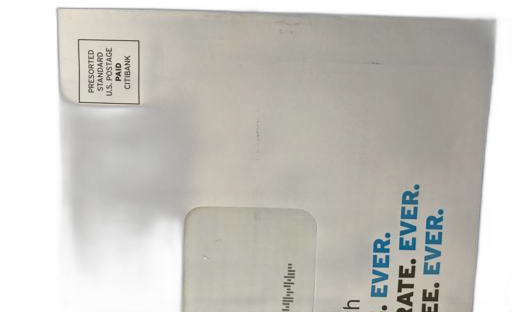 PRESORTED
STANDARD
U.S. POSTAGE
PAID
CITIBANK
h
. EVER.
RATE. EVER.
EE. EVER.